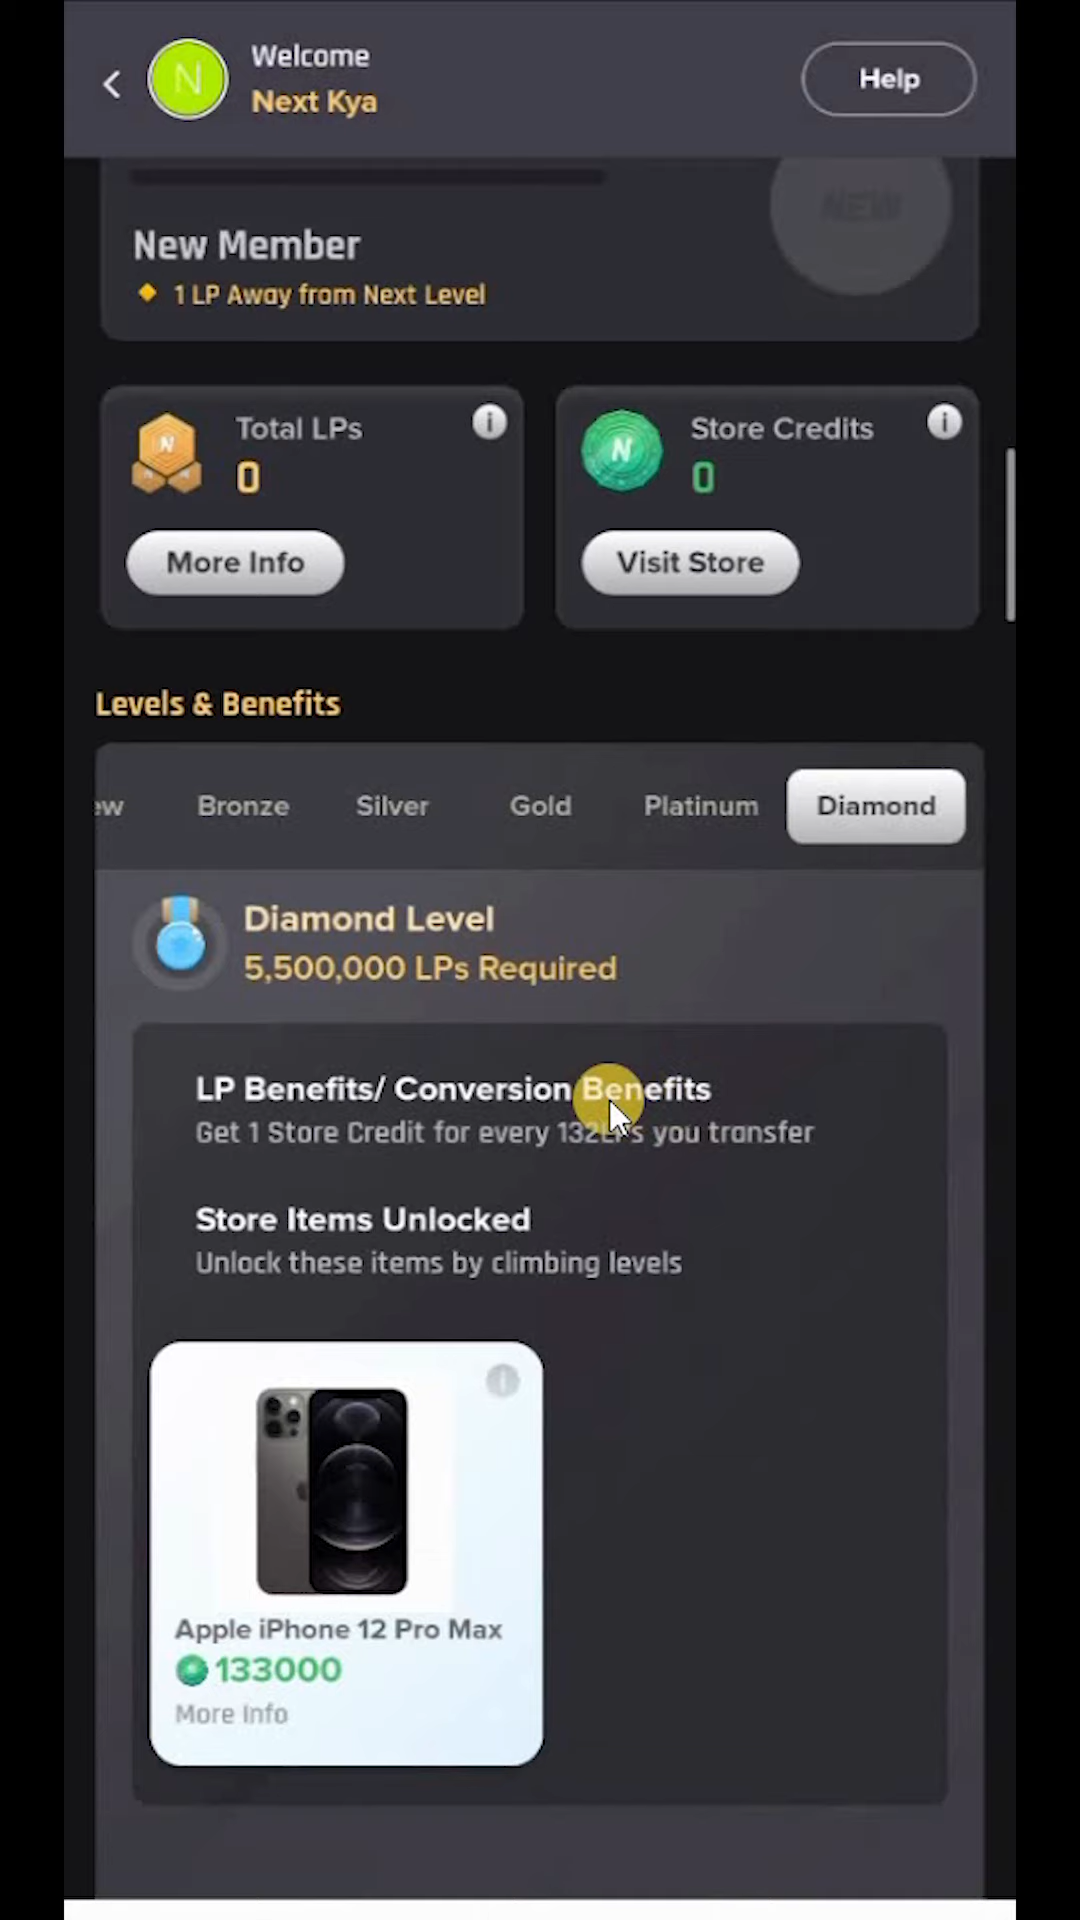 N
Welcome
Next Kya
Help
NEW
New Member
1 LP Away from Next Level
N
Total LPs
i
0
More Info
N
Store Credits
i
0
Visit Store
Levels & Benefits
ew
Bronze
Silver
Gold
Platinum
Diamond
Diamond Level
5,500,000 LPs Required
LP Benefits/ Conversion Benefits
Get 1 Store Credit for every 132LPs you transfer
Store Items Unlocked
Unlock these items by climbing levels
i
Apple iPhone 12 Pro Max
133000
More Info